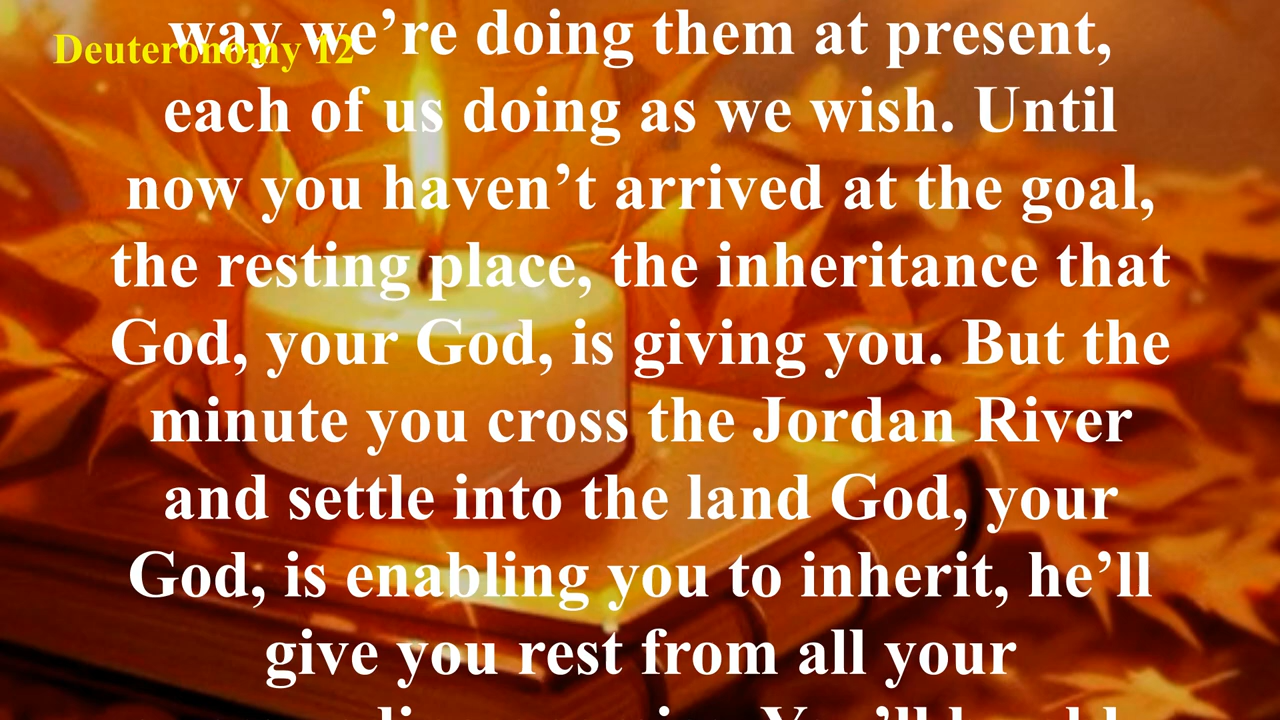 Deuteronomy 12
way we’re doing them at present,
each of us doing as we wish. Until
now you haven’t arrived at the goal,
the resting place, the inheritance that
God, your God, is giving you. But the
minute you cross the Jordan River
and settle into the land God, your
God, is enabling you to inherit, he’ll
give you rest from all your